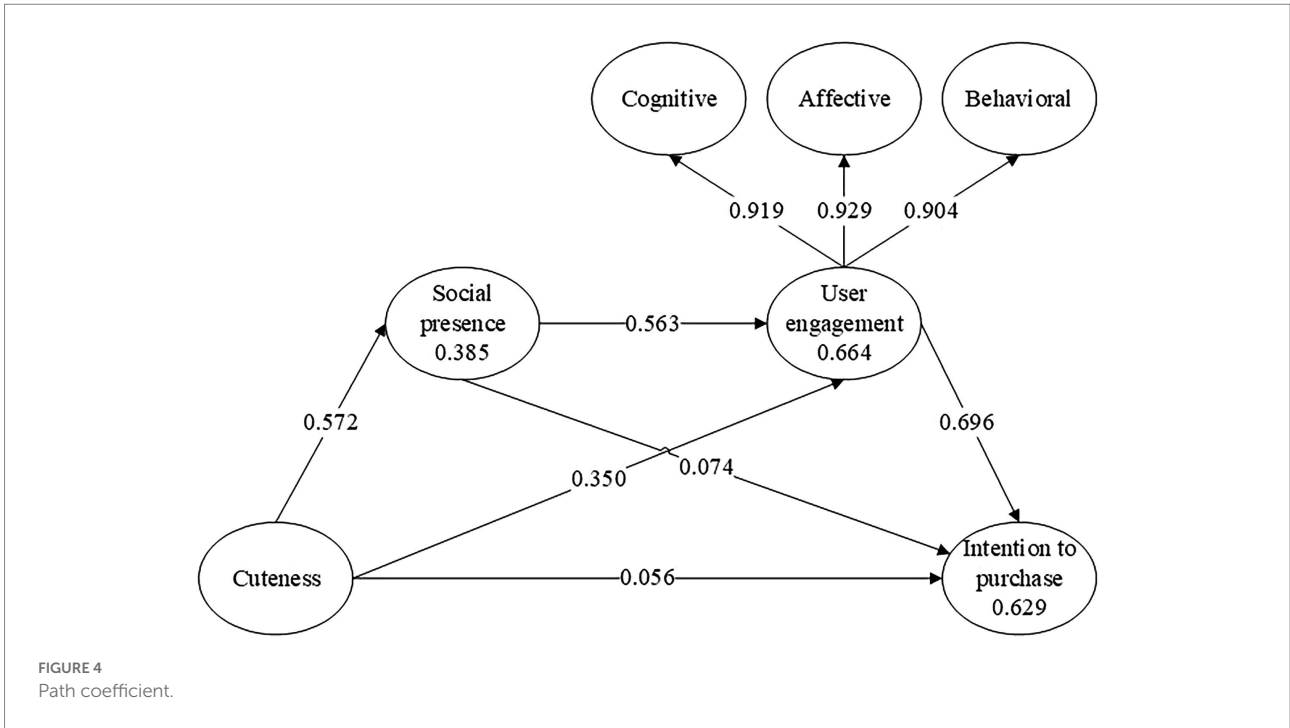 Cognitive
Affective
Behavioral
0.919
0.929
0.904
Social
presence
0.385
0.563
User
engagement
0.664
0.572
0.696
0.350
0.074
Cuteness
0.056
Intention to
purchase
0.629
FIGURE 4
Path coefficient.